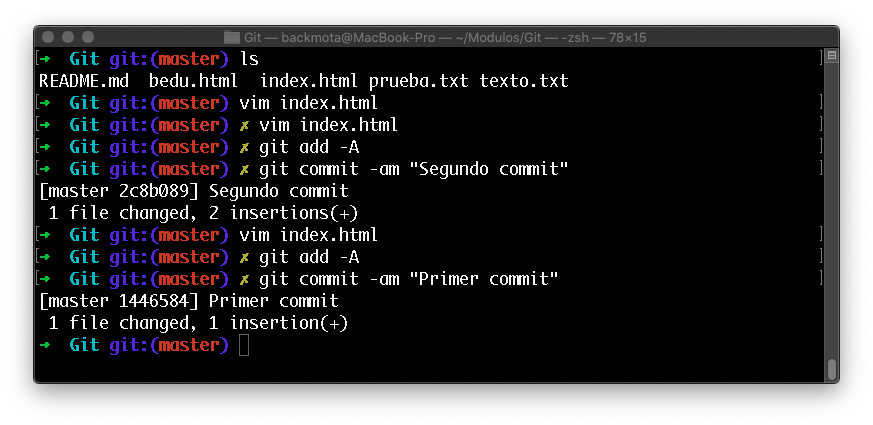 Git — backmota@MacBook-Pro — ~/Modulos/Git — -zsh — 78×15
[➜  Git git:(master) ls                                                       ]
README.md  bedu.html  index.html prueba.txt texto.txt
[➜  Git git:(master) vim index.html                                           ]
[➜  Git git:(master) ✗ vim index.html                                         ]
[➜  Git git:(master) ✗ git add -A                                             ]
[➜  Git git:(master) ✗ git commit -am "Segundo commit"                        ]
[master 2c8b089] Segundo commit
 1 file changed, 2 insertions(+)
[➜  Git git:(master) vim index.html                                           ]
[➜  Git git:(master) ✗ git add -A                                             ]
[➜  Git git:(master) ✗ git commit -am "Primer commit"                         ]
[master 1446584] Primer commit
 1 file changed, 1 insertion(+)
➜  Git git:(master)